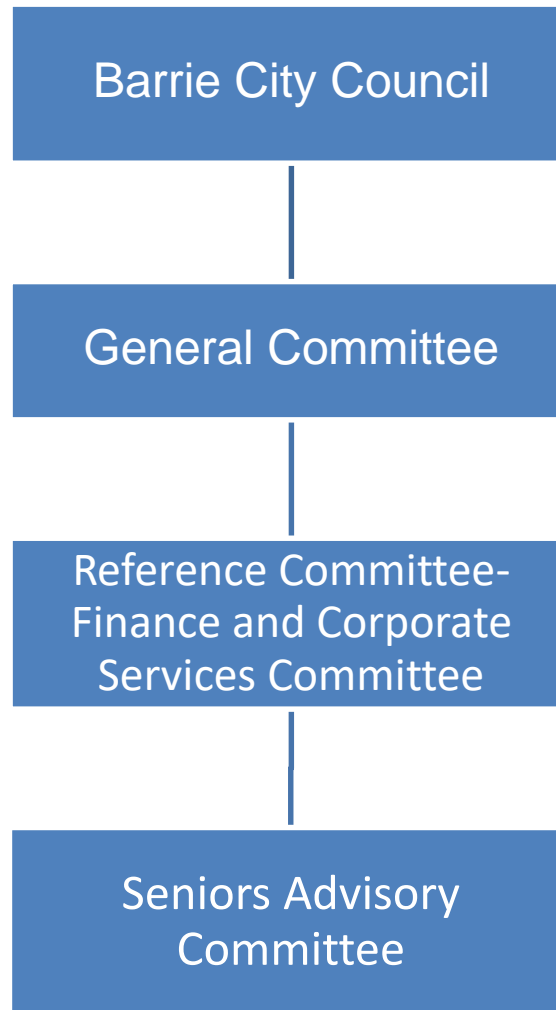 Barrie City Council
General Committee
Reference Committee-
Finance and Corporate
Services Committee
Seniors Advisory
Committee